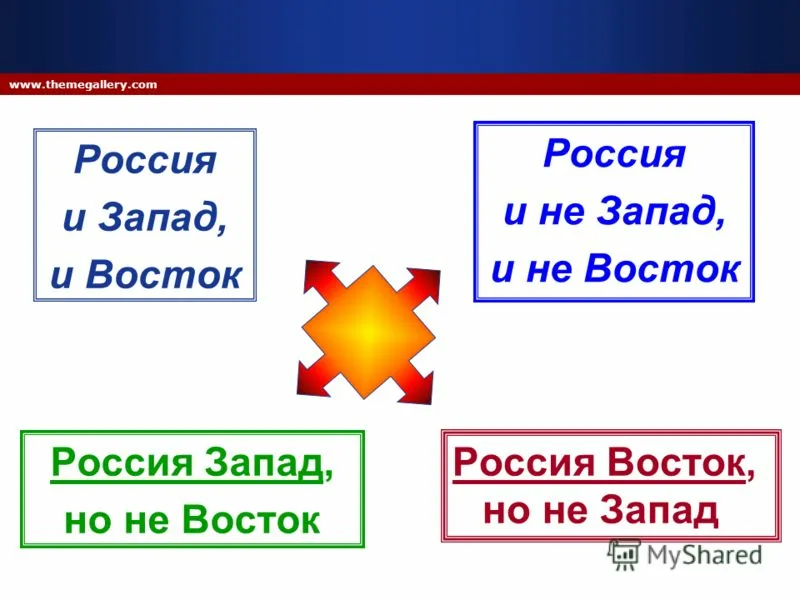 www.themegallery.com
Россия
и Запад,
и Восток
Россия
и не Запад,
и не Восток
Россия Запад,
но не Восток
Россия Восток,
но не Запад
MyShared